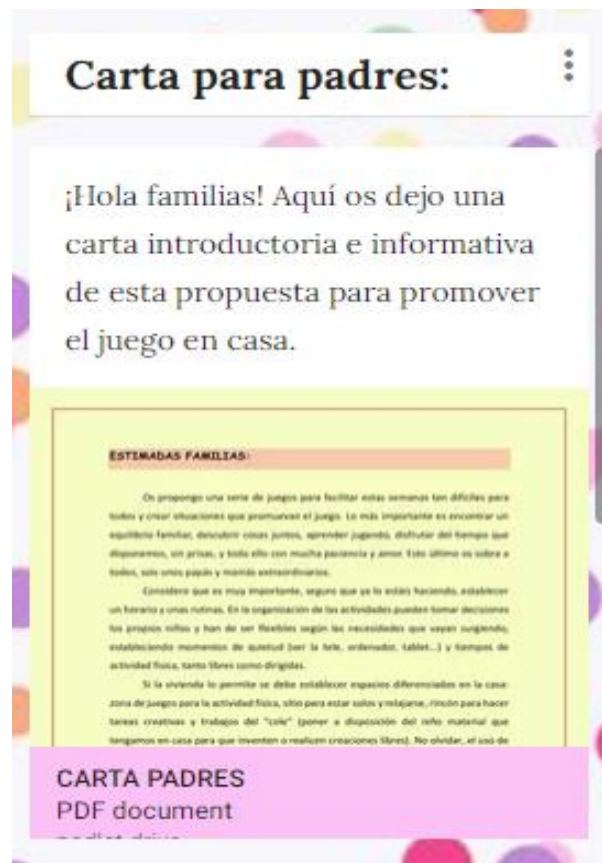 Carta para padres:
¡Hola familias! Aquí os dejo una
carta introductoria e informativa
de esta propuesta para promover
el juego en casa.
ESTIMADAS FAMILIAS:
Os propongo una serie de juegos para facilitar estas semanas tan difíciles para
todos y crear situaciones que promuevan el juego. Lo más importante es encontrar un
equilibrio familiar, descubrir cosas juntos, aprender jugando, disfrutar del tiempo que
disponemos, sin prisas, y todo ello con mucha paciencia y amor. Esto último os sobra a
todos, sois unos papás y mamás extraordinarios.
Considero que es muy importante, seguro que ya lo estáis haciendo, establecer
un horario y unas rutinas. En la organización de las actividades pueden tomar decisiones
los propios niños y han de ser flexibles según las necesidades que vayan surgiendo,
estableciendo momentos de quietud (ver la tele, ordenador, tablet...) y tiempos de
actividad física, tanto libres como dirigidas.
Si la vivienda lo permite se debe establecer espacios diferenciados en la casa:
zona de juegos para la actividad física, sitio para estar solos y relajarse, rincón para hacer
tareas creativas y trabajos del "cole" (poner a disposición del niño material que
tengamos en casa para que inventen o realicen creaciones libres). No olvidar, el uso de
CARTA PADRES
PDF document
padlet drive